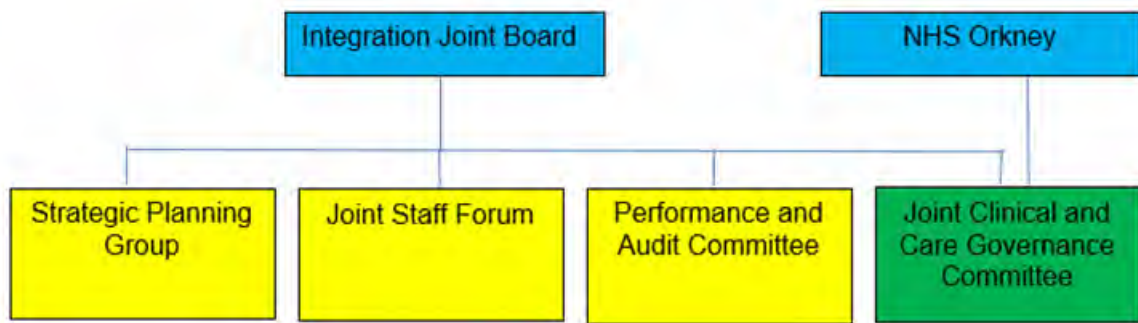 Integration Joint Board
NHS Orkney
Strategic Planning
Group
Joint Staff Forum
Performance and
Audit Committee
Joint Clinical and
Care Governance
Committee